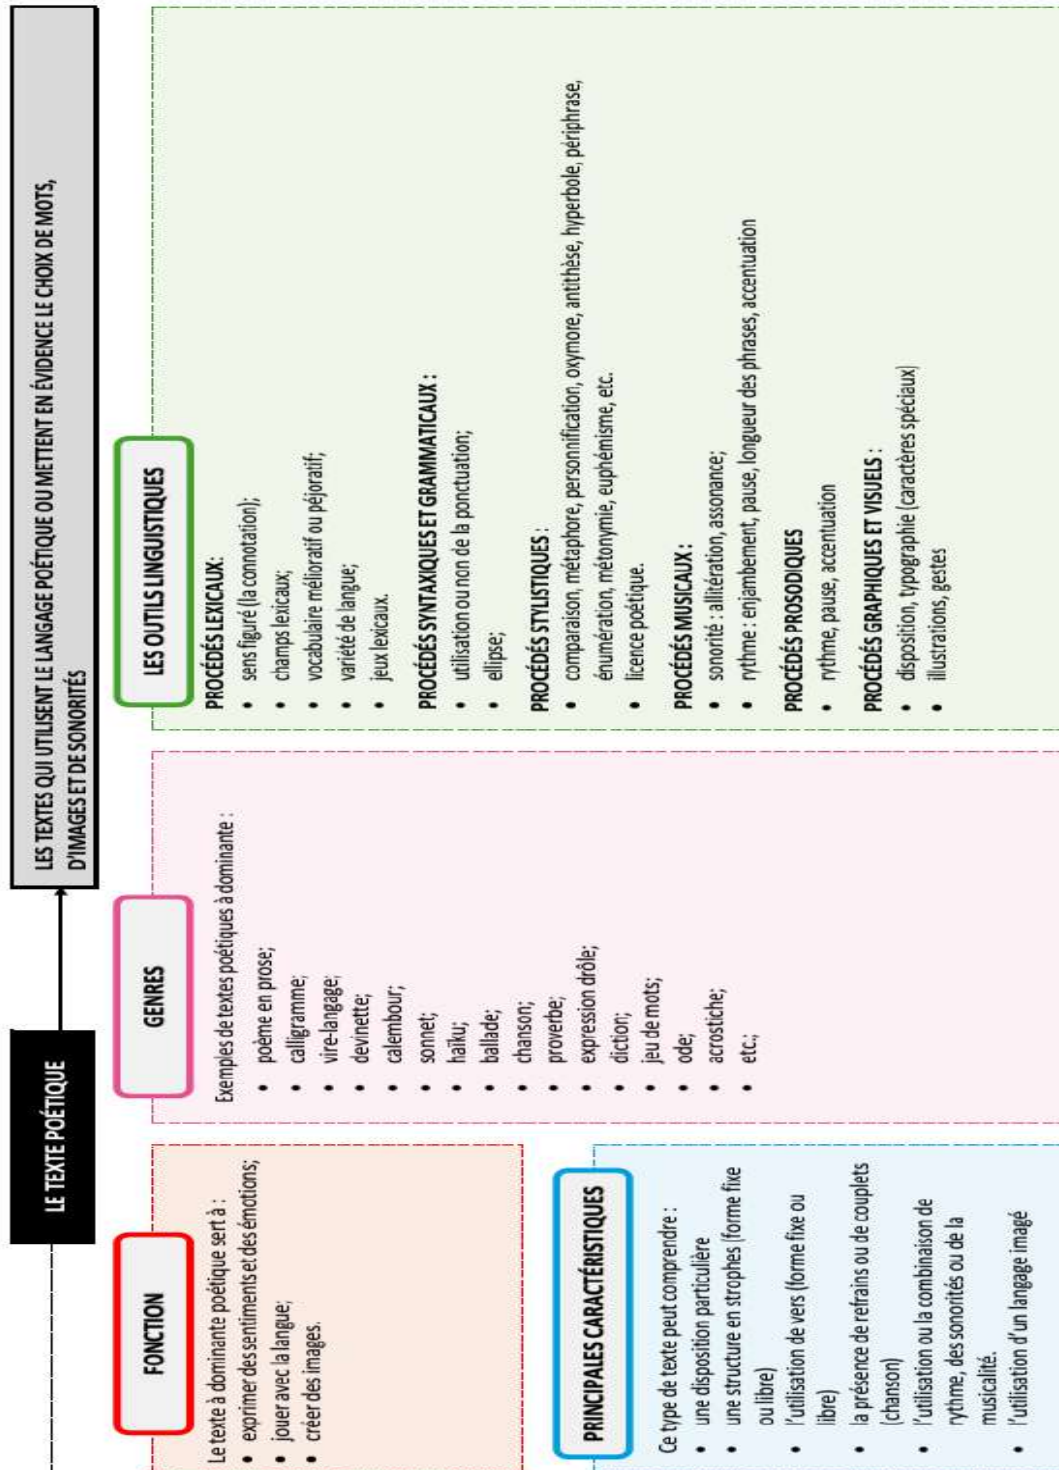 LE TEXTE POÉTIQUE
LES TEXTES QUI UTILISENT LE LANGAGE POÉTIQUE OU METTENT EN ÉVIDENCE LE CHOIX DE MOTS,
D'IMAGES ET DE SONORITÉS
FONCTION
Le texte à dominante poétique sert à :
• exprimer des sentiments et des émotions;
• jouer avec la langue;
• créer des images.
PRINCIPALES CARACTÉRISTIQUES
Ce type de texte peut comprendre :
• une disposition particulière
• une structure en strophes (forme fixe
ou libre)
• l'utilisation de vers (forme fixe ou
libre)
• la présence de refrains ou de couplets
(chanson)
• l'utilisation ou la combinaison de
rythme, des sonorités ou de la
musicalité.
• l'utilisation d'un langage imagé
GENRES
Exemples de textes poétiques à dominante :
• poème en prose;
• calligramme;
• vire-langage;
• devinette;
• calembour;
• sonnet;
• haïku;
• ballade;
• chanson;
• proverbe;
• expression drôle;
• diction;
• jeu de mots;
• ode;
• acrostiche;
• etc.;
LES OUTILS LINGUISTIQUES
PROCÉDÉS LEXICAUX:
• sens figuré (la connotation);
• champs lexicaux;
• vocabulaire mélioratif ou péjoratif;
• variété de langue;
• jeux lexicaux.
PROCÉDÉS SYNTAXIQUES ET GRAMMATICAUX :
• utilisation ou non de la ponctuation;
• ellipse;
PROCÉDÉS STYLISTIQUES :
• comparaison, métaphore, personnification, oxymore, antithèse, hyperbole, périphrase,
énumération, métonymie, euphémisme, etc.
• licence poétique.
PROCÉDÉS MUSICAUX :
• sonorité : allitération, assonance;
• rythme : enjambement, pause, longueur des phrases, accentuation
PROCÉDÉS PROSODIQUES
• rythme, pause, accentuation
PROCÉDÉS GRAPHIQUES ET VISUELS :
• disposition, typographie (caractères spéciaux)
• illustrations, gestes